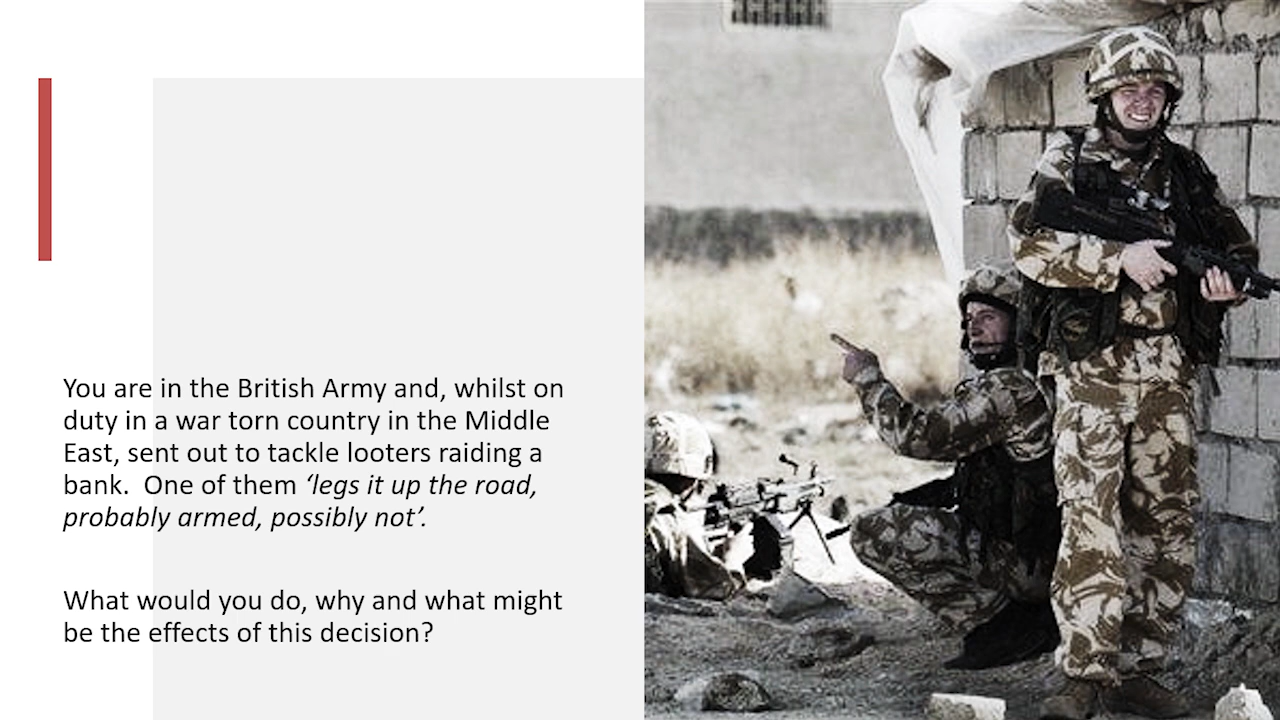 You are in the British Army and, whilst on
duty in a war torn country in the Middle
East, sent out to tackle looters raiding a
bank.  One of them ‘legs it up the road,
probably armed, possibly not’.
What would you do, why and what might
be the effects of this decision?